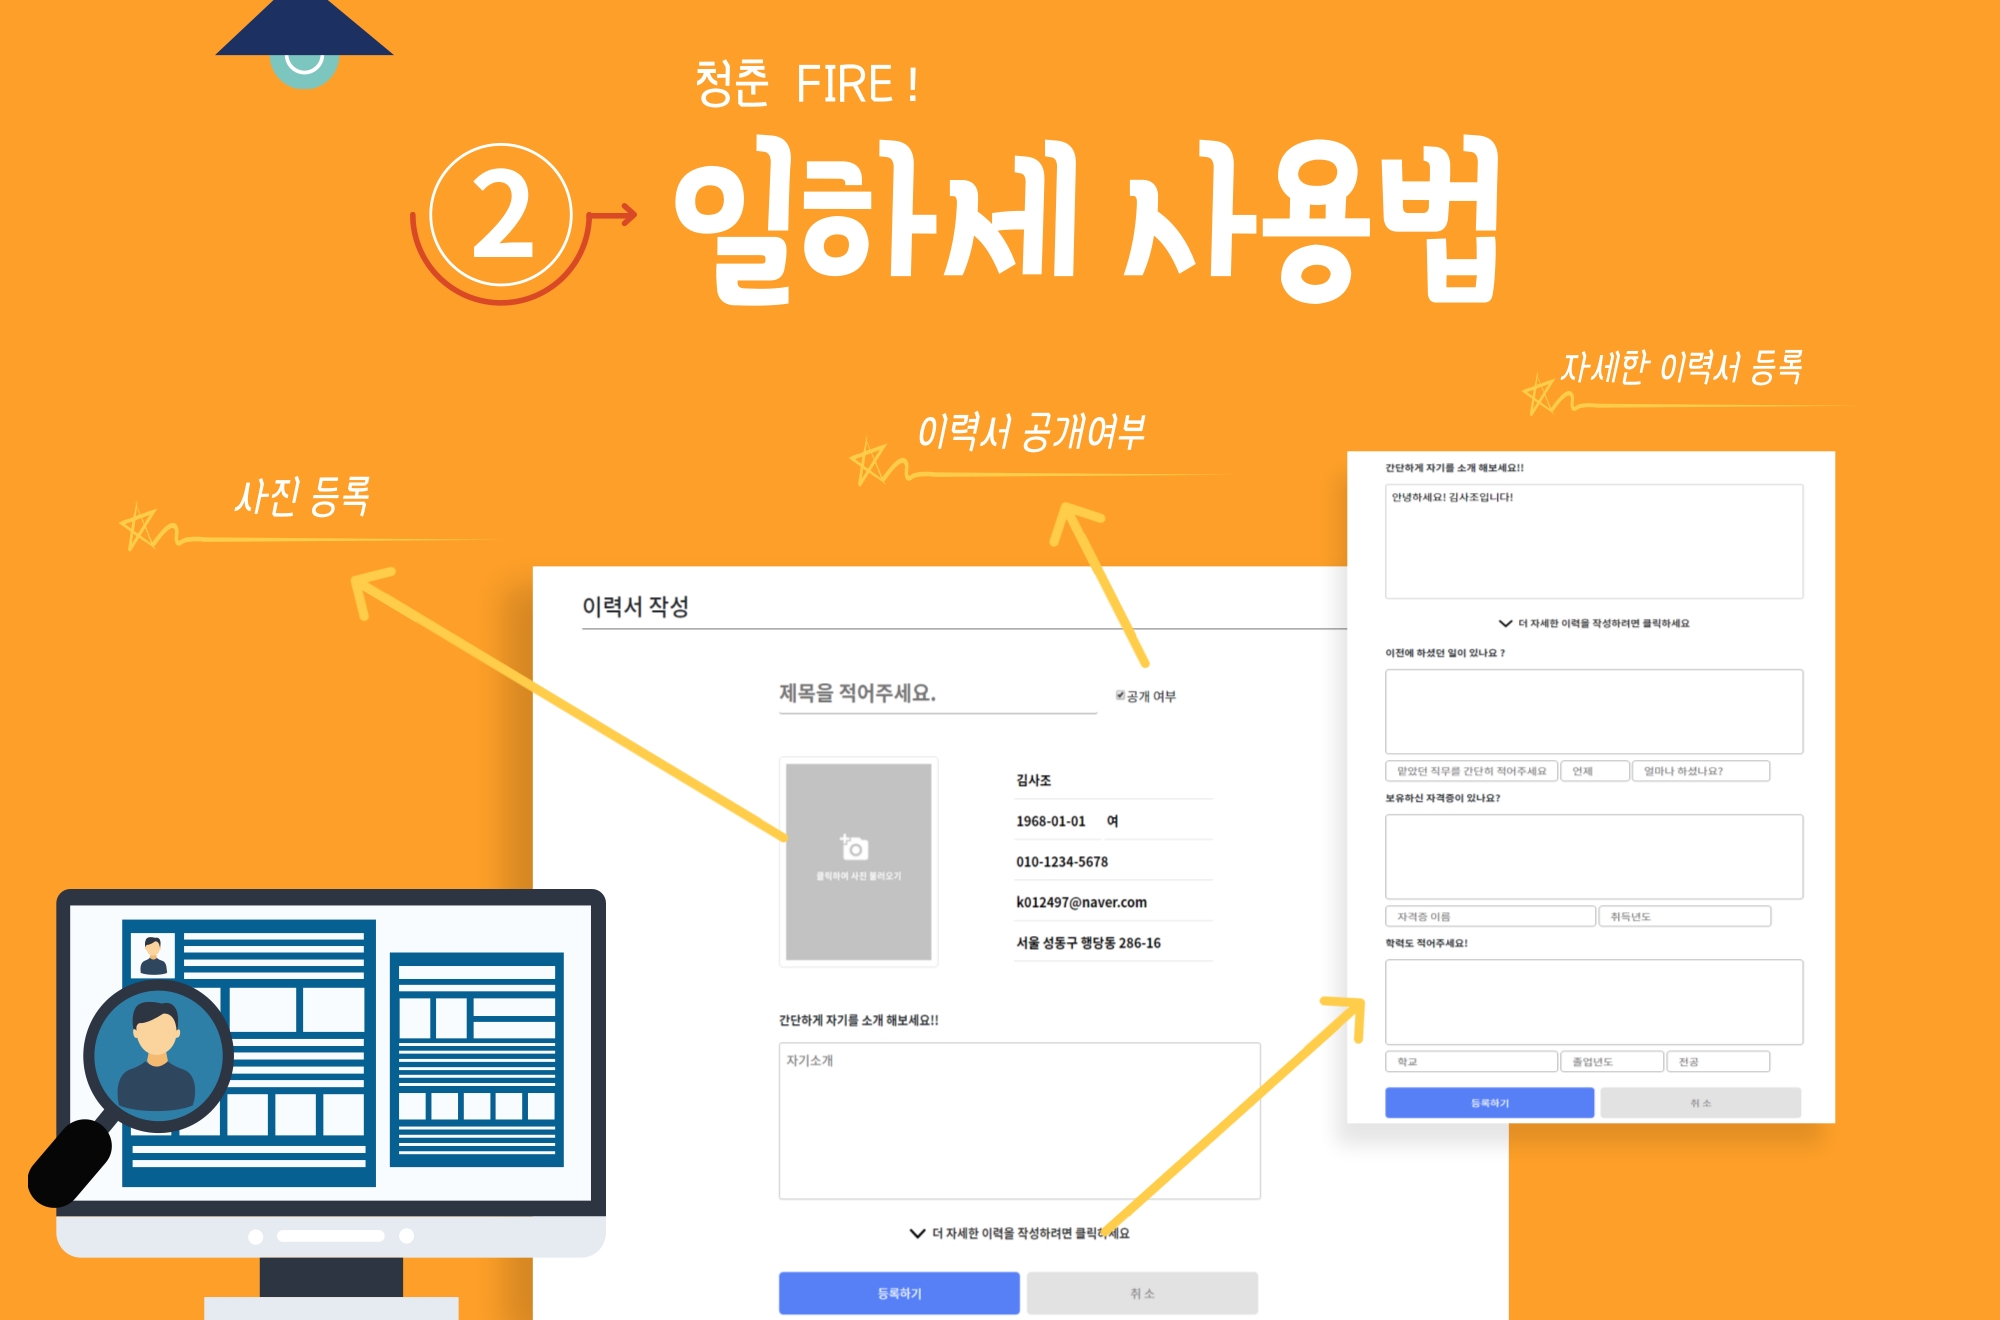 청춘 FIRE !
2
일하세 사용법
자세한 이력서 등록
이력서 공개여부
사진 등록
이력서 작성
제목을 적어주세요.
공개 여부
클릭하여 사진 불러오기
김사조
1968-01-01 여
010-1234-5678
k012497@naver.com
서울 성동구 행당동 286-16
간단하게 자기를 소개 해보세요!!
자기소개
더 자세한 이력을 작성하려면 클릭하세요
등록하기
취 소
간단하게 자기를 소개 해보세요!!
안녕하세요! 김사조입니다!
더 자세한 이력을 작성하려면 클릭하세요
이전에 하셨던 일이 있나요 ?
맡았던 직무를 간단히 적어주세요
언제
얼마나 하셨나요?
보유하신 자격증이 있나요?
자격증 이름
취득년도
학력도 적어주세요!
학교
졸업년도
전공
등록하기
취 소